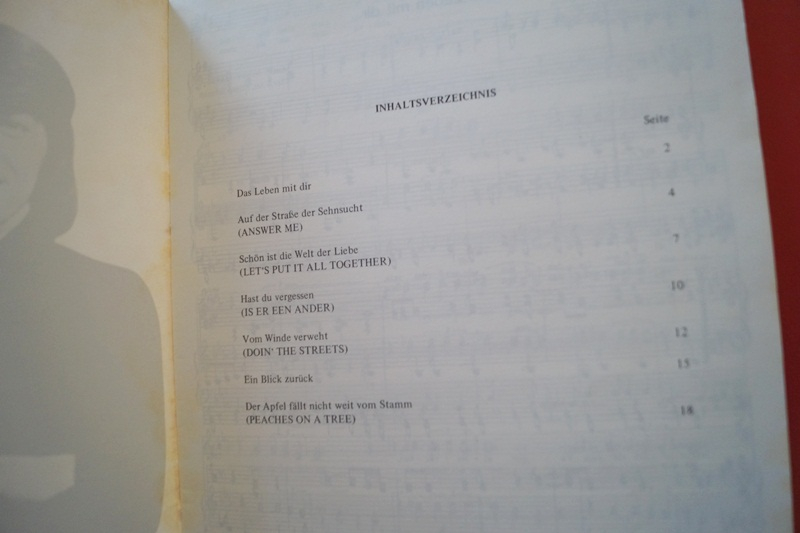 INHALTSVERZEICHNIS
Seite
Das Leben mit dir 2
Auf der Straße der Sehnsucht 4
(ANSWER ME)
Schön ist die Welt der Liebe 7
(LET'S PUT IT ALL TOGETHER)
Hast du vergessen 10
(IS ER EEN ANDER)
Vom Winde verweht 12
(DOIN' THE STREETS)
Ein Blick zurück 15
Der Apfel fällt nicht weit vom Stamm 18
(PEACHES ON A TREE)